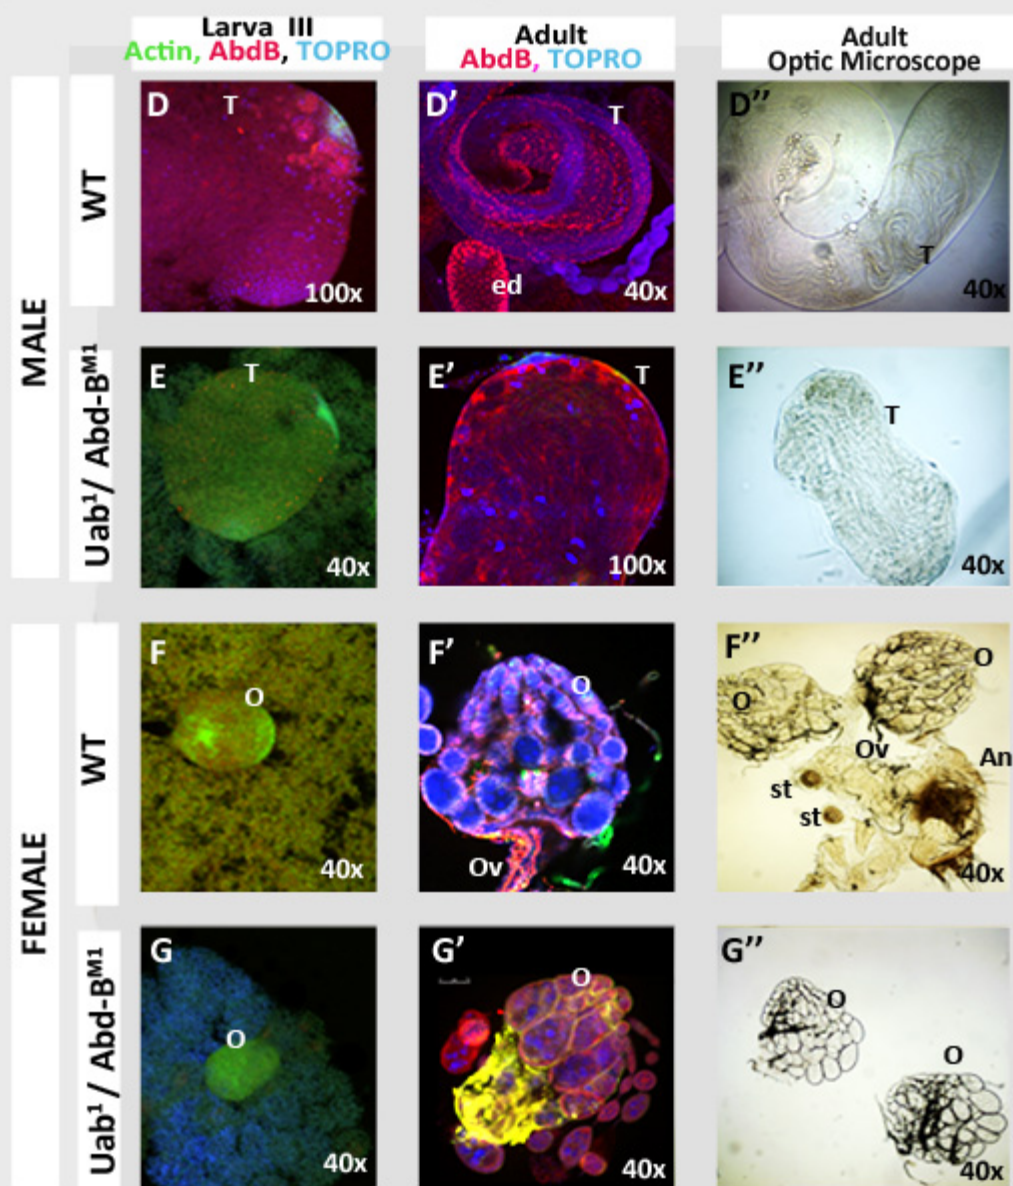 Larva III
Actin, AbdB, TOPRO
Adult
AbdB, TOPRO
Adult
Optic Microscope
MALE
WT
D
T
100x
D'
T
ed
40x
D''
T
40x
Uab¹/ Abd-Bᴹ¹
E
T
40x
E'
T
100x
E''
T
40x
FEMALE
WT
F
O
40x
F'
O
Ov
40x
F''
O
O
Ov
An
st
st
40x
Uab¹/ Abd-Bᴹ¹
G
O
40x
G'
O
40x
G''
O
O
40x